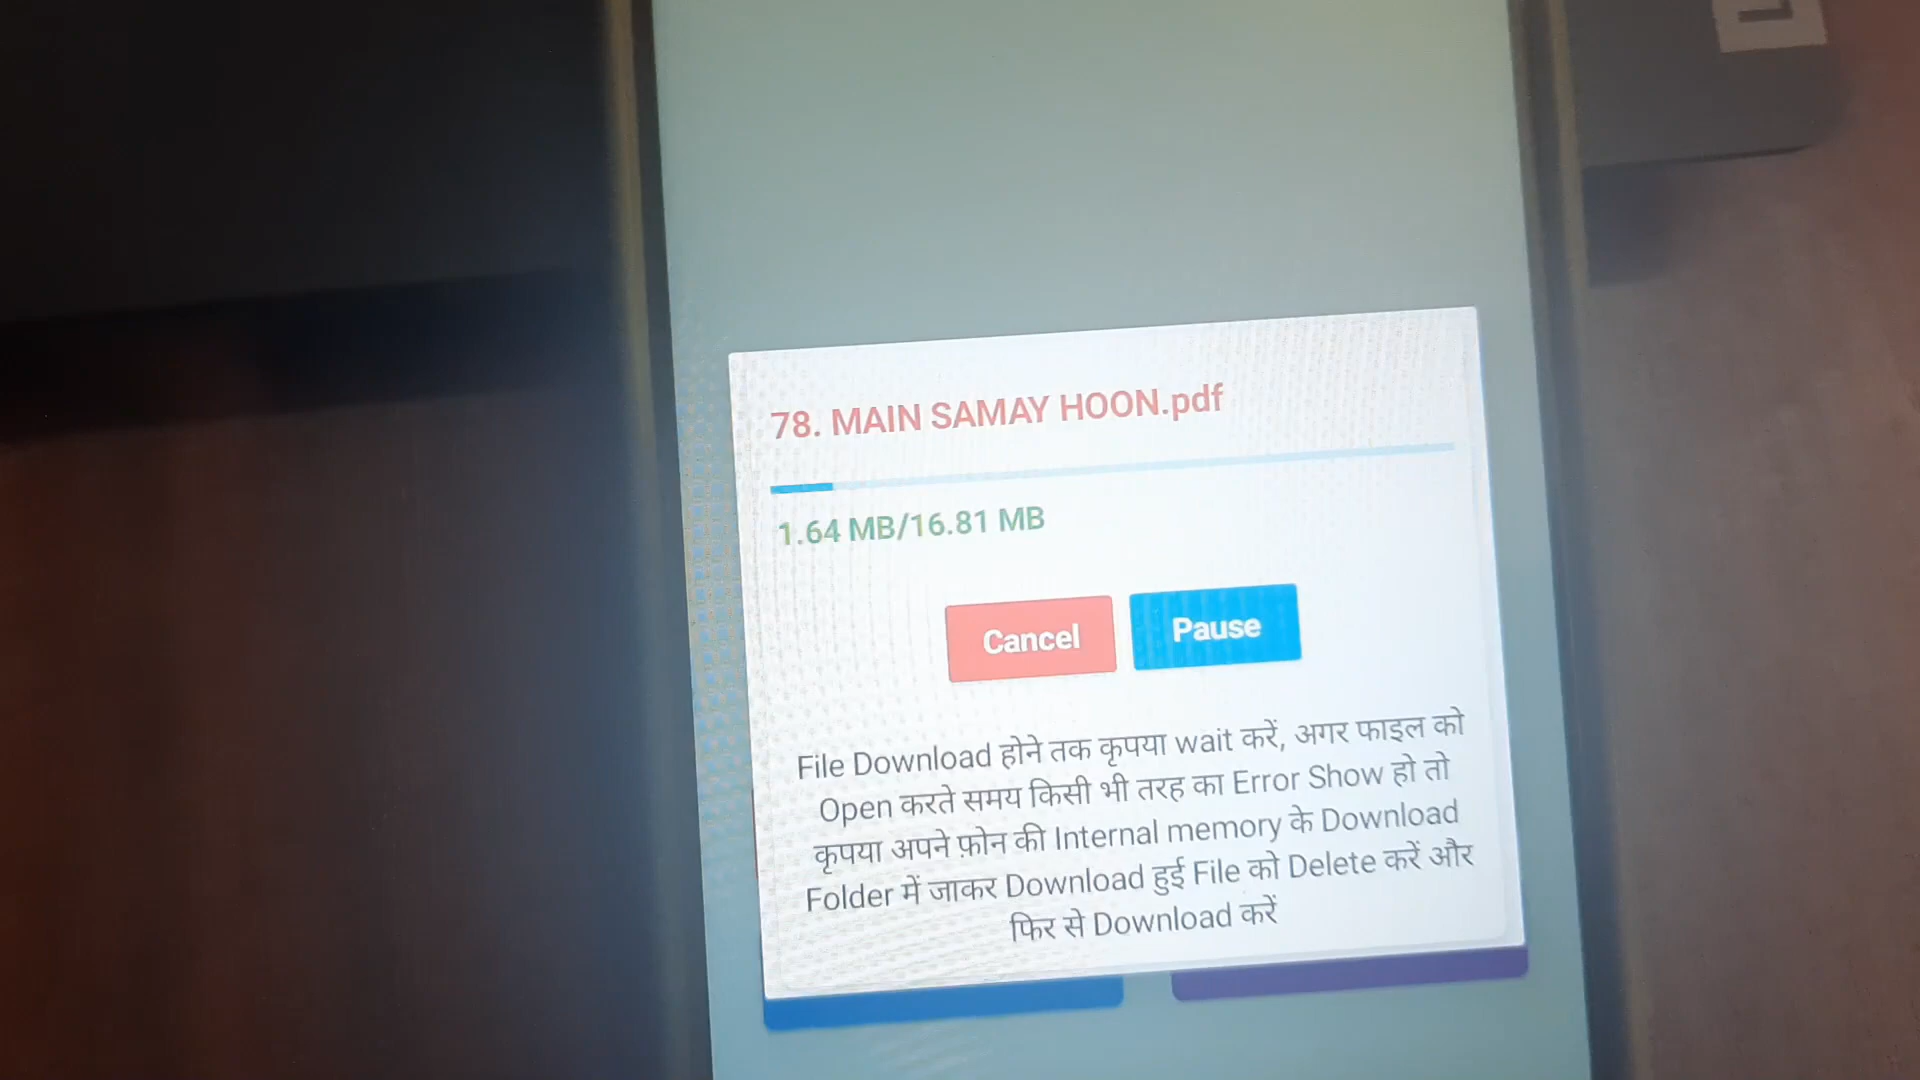 78. MAIN SAMAY HOON.pdf
1.64 MB/16.81 MB
Cancel
Pause
File Download होने तक कृपया wait करें, अगर फाइल को
Open करते समय किसी भी तरह का Error Show हो तो
कृपया अपने फ़ोन की Internal memory के Download
Folder में जाकर Download हुई File को Delete करें और
फिर से Download करें